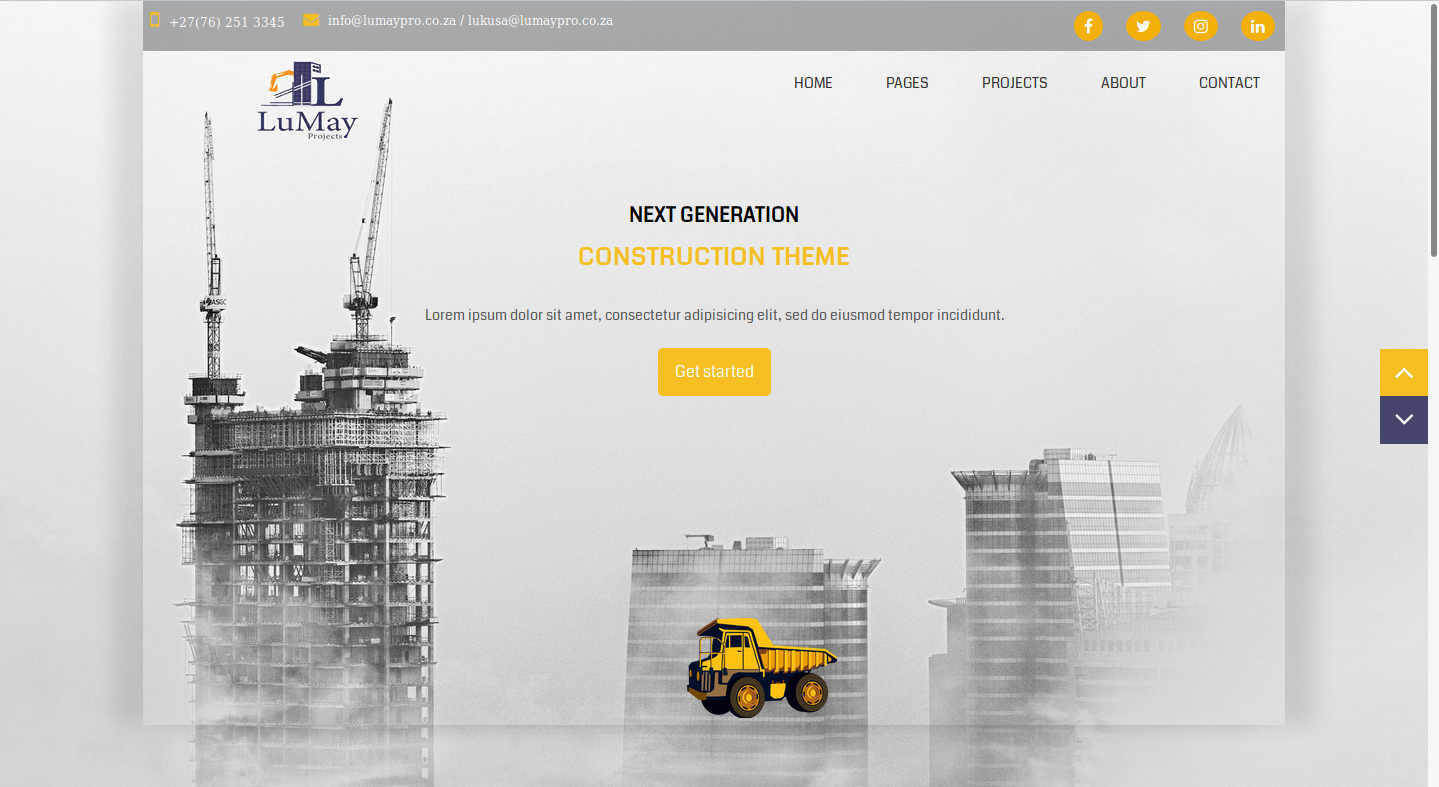 +27(76) 251 3345
info@lumaypro.co.za / lukusa@lumaypro.co.za
L
LuMay
Projects
HOME PAGES PROJECTS ABOUT CONTACT
NEXT GENERATION
CONSTRUCTION THEME
ASGC
Lorem ipsum dolor sit amet, consectetur adipisicing elit, sed do eiusmod tempor incididunt.
Get started